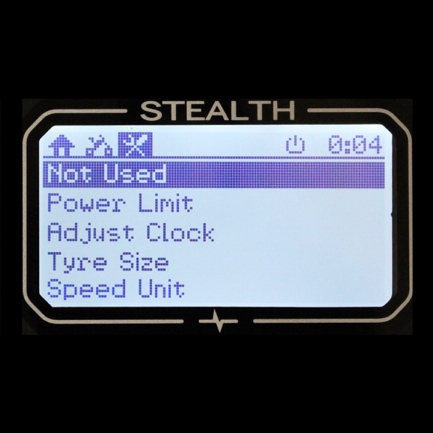 STEALTH
0:04
Not Used
Power Limit
Adjust Clock
Tyre Size
Speed Unit